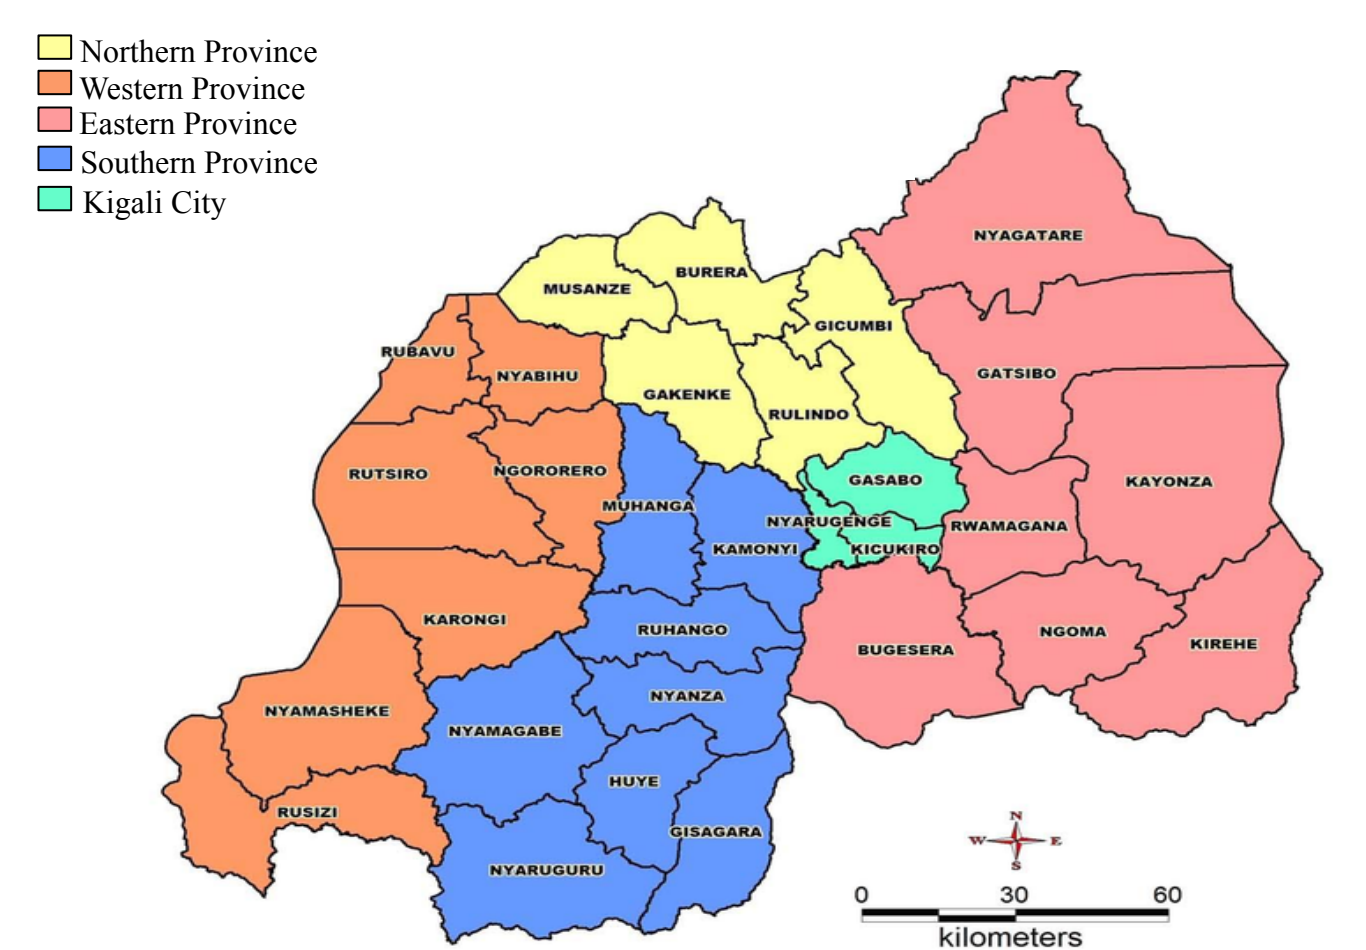 Northern Province
Western Province
Eastern Province
Southern Province
Kigali City
NYAGATARE
BURERA
MUSANZE
GICUMBI
RUBAVU
NYABIHU
GATSIBO
GAKENKE
RULINDO
RUTSIRO
NGORORERO
GASABO
KAYONZA
MUHANGA
NYARUGENGE
RWAMAGANA
KAMONYI
KICUKIRO
KARONGI
RUHANGO
NGOMA
KIREHE
BUGESERA
NYANZA
NYAMASHEKE
NYAMAGABE
HUYE
RUSIZI
GISAGARA
NYARUGURU
N
W E
S
0 30 60
kilometers